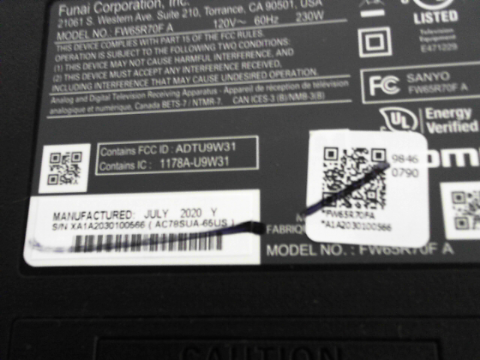 Funai Corporation, Inc.
21061 S. Western Ave. Suite 210, Torrance, CA. 90501, USA
MODEL NO. : FW65R70F A 120V~ 60Hz 230W
THIS DEVICE COMPLIES WITH PART 15 OF THE FCC RULES.
OPERATION IS SUBJECT TO THE FOLLOWING TWO CONDITIONS:
(1) THIS DEVICE MAY NOT CAUSE HARMFUL INTERFERENCE, AND
(2) THIS DEVICE MUST ACCEPT ANY INTERFERENCE RECEIVED,
INCLUDING INTERFERENCE THAT MAY CAUSE UNDESIRED OPERATION.
Analog and Digital Television Receiving Apparatus - Appareil de réception de télévision
analogique et numérique, Canada BETS-7 / NTMR-7. CAN ICES-3 (B)/NMB-3(B)
LISTED
Television
Equipment
E471229
FC SANYO
FW65R70F A
UL Energy
Verified
Contains FCC ID : ADTU9W31
Contains IC : 1178A-U9W31
9846
0790
*FW65R70FA
*A1A2030100566
MANUFACTURED: JULY 2020 Y
S/N XA1A2030100566 ( AC78SUA-65US )
MODEL NO. : FW65R70F A
CAUTION